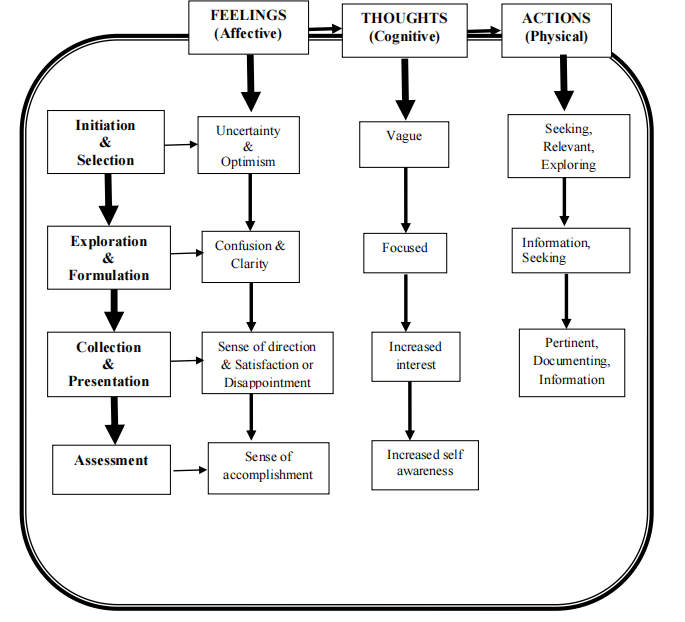 FEELINGS
(Affective)
THOUGHTS
(Cognitive)
ACTIONS
(Physical)
Initiation
&
Selection
Uncertainty
&
Optimism
Vague
Seeking,
Relevant,
Exploring
Exploration
&
Formulation
Confusion &
Clarity
Focused
Information,
Seeking
Collection
&
Presentation
Sense of direction
& Satisfaction or
Disappointment
Increased
interest
Pertinent,
Documenting,
Information
Assessment
Sense of
accomplishment
Increased self
awareness